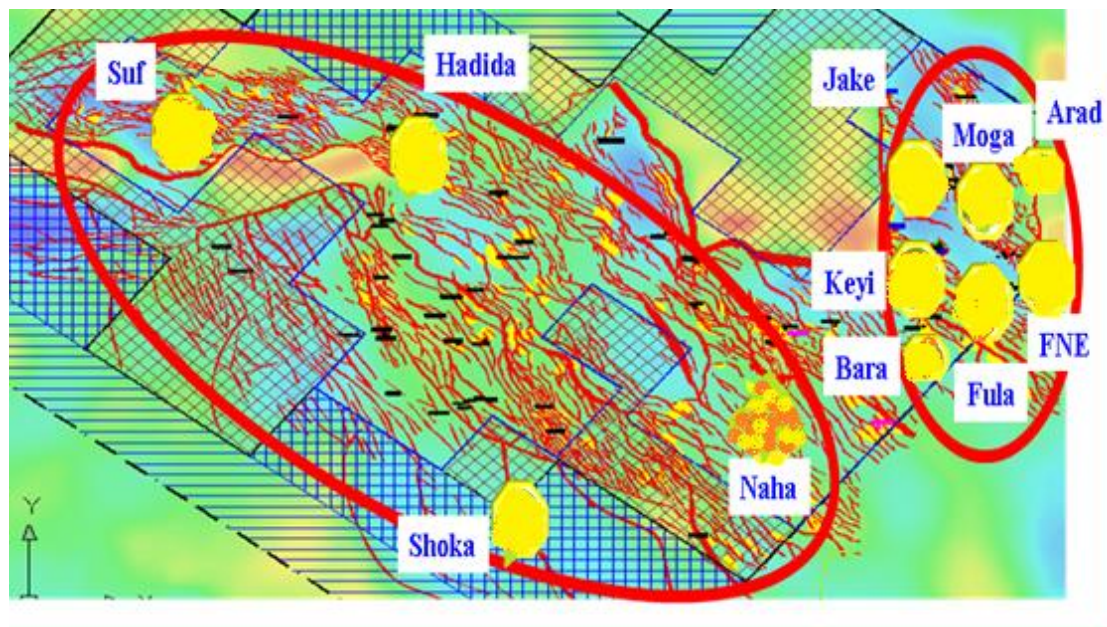 Suf
Hadida
Jake
Arad
Moga
Keyi
Bara
FNE
Fula
Naha
Shoka
Y